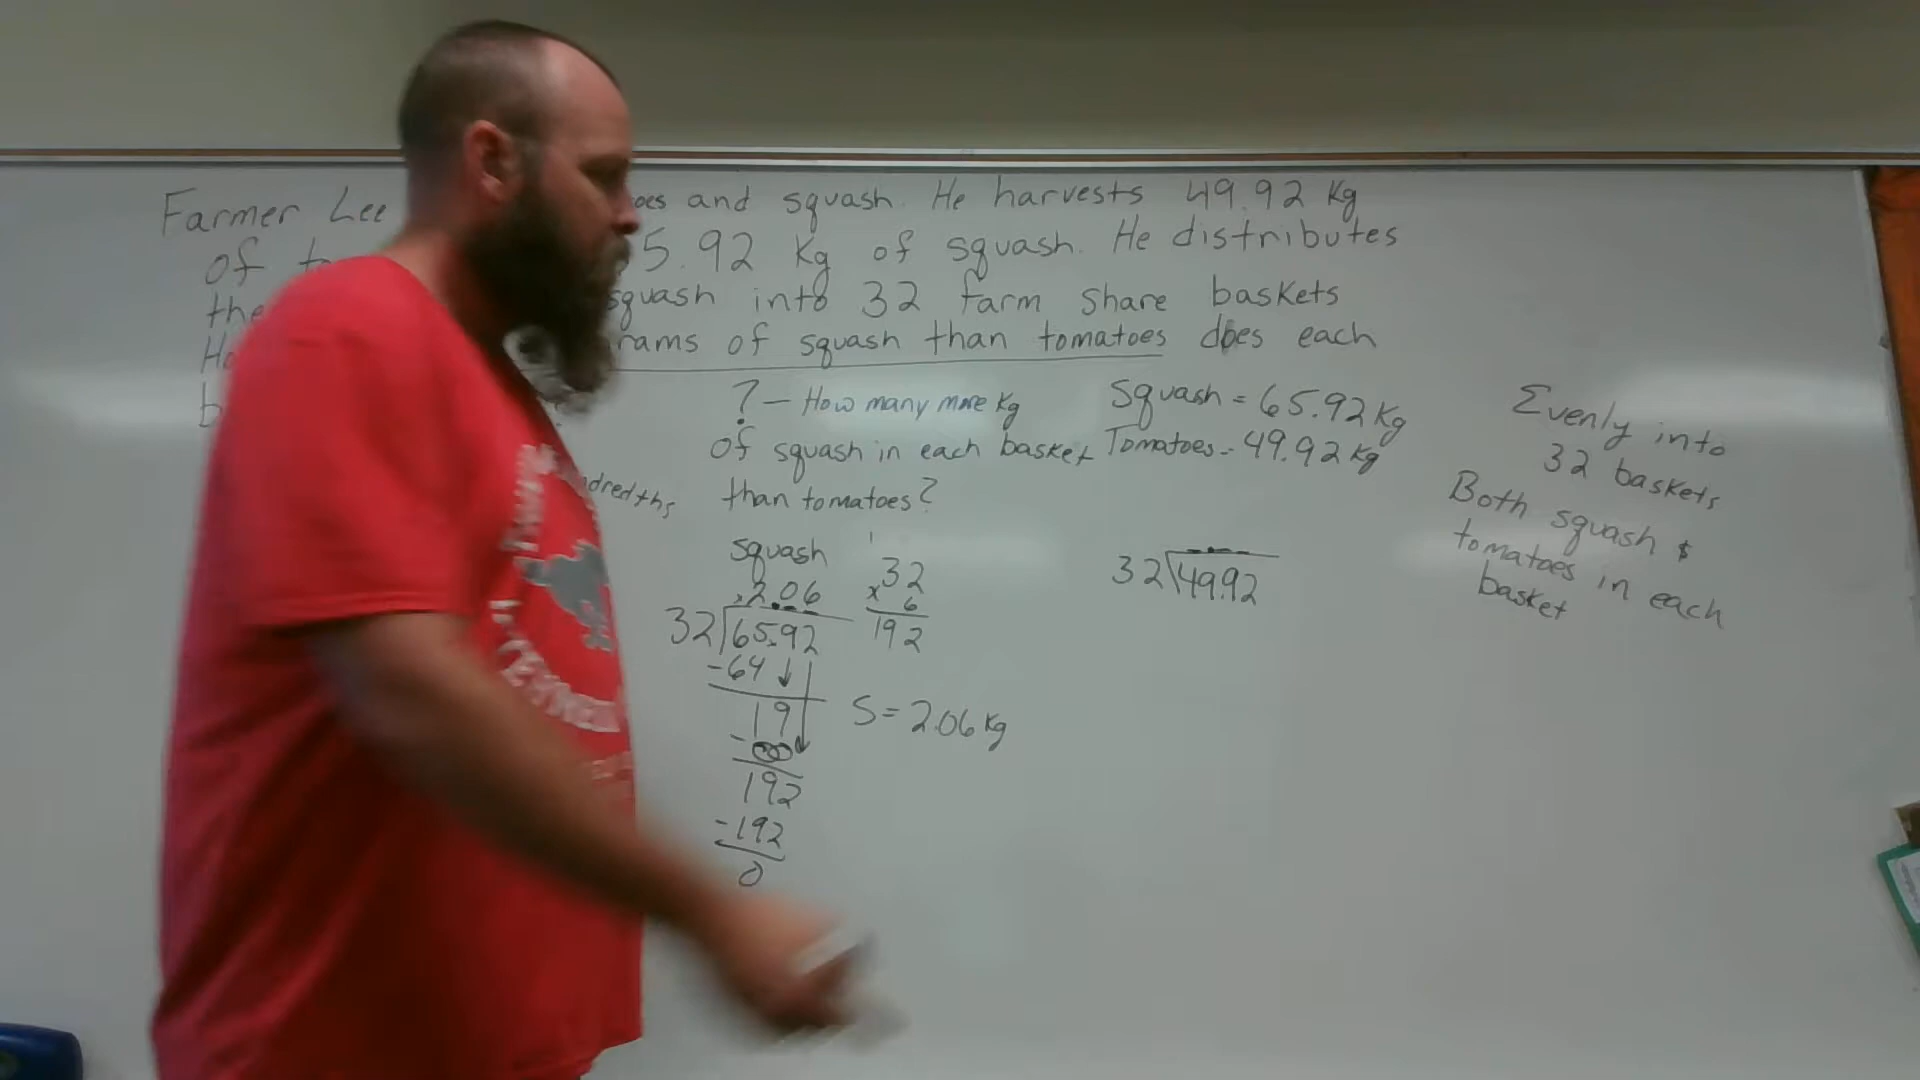 Farmer Lee oes and squash. He harvests 49.92 Kg
of t 5.92 Kg of squash. He distributes
the squash into 32 farm share baskets
Ho rams of squash than tomatoes does each
b
? - How many more Kg
of squash in each basket
than tomatoes?
Squash = 65.92 Kg
Tomatoes = 49.92 Kg
Evenly into
32 baskets
Both squash &
tomatoes in each
basket
ndredths
squash
2.06
32 65.92
-64
19
-00
192
-192
0
1
32
x 6
192
S = 2.06 Kg
32 49.92